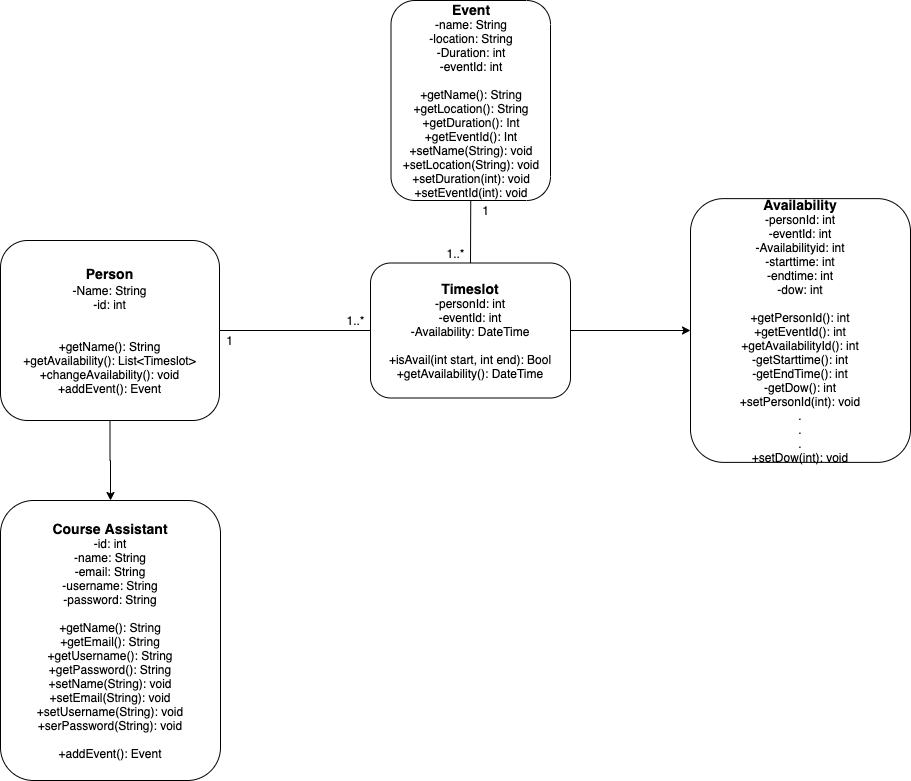 Event
-name: String
-location: String
-Duration: int
-eventId: int
+getName(): String
+getLocation(): String
+getDuration(): Int
+getEventId(): Int
+setName(String): void
+setLocation(String): void
+setDuration(int): void
+setEventId(int): void
1
1..*
Person
-Name: String
-id: int
+getName(): String
+getAvailability(): List<Timeslot>
+changeAvailability(): void
+addEvent(): Event
1
1..*
Timeslot
-personId: int
-eventId: int
-Availability: DateTime
+isAvail(int start, int end): Bool
+getAvailability(): DateTime
Availability
-personId: int
-eventId: int
-Availabilityid: int
-starttime: int
-endtime: int
-dow: int
+getPersonId(): int
+getEventId(): int
+getAvailabilityId(): int
-getStarttime(): int
-getEndTime(): int
-getDow(): int
+setPersonId(int): void
.
.
.
+setDow(int): void
Course Assistant
-id: int
-name: String
-email: String
-username: String
-password: String
+getName(): String
+getEmail(): String
+getUsername(): String
+getPassword(): String
+setName(String): void
+setEmail(String): void
+setUsername(String): void
+serPassword(String): void
+addEvent(): Event